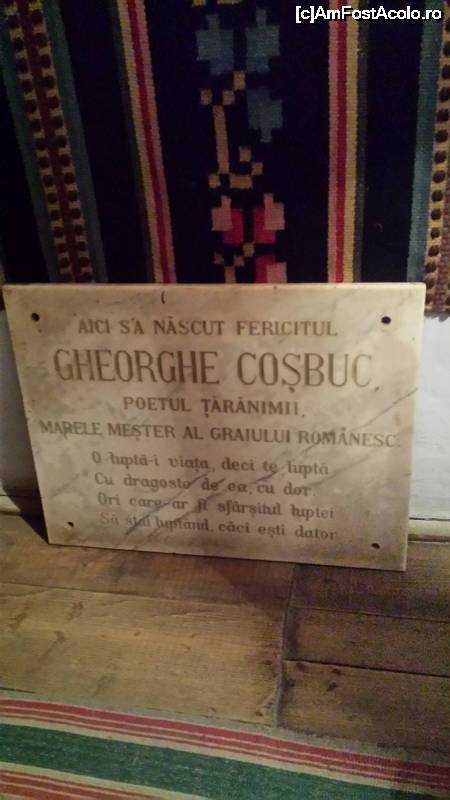 [c]AmFostAcolo.ro
AICI S'A NĂSCUT FERICITUL
GHEORGHE COȘBUC,
POETUL ȚĂRĂNIMII,
MARELE MEȘTER AL GRAIULUI ROMÂNESC.
O luptă-i viața, deci te luptă
Cu dragoste de ea, cu dor.
Ori care-ar fi sfârșitul luptei
Să stai luptând, căci ești dator